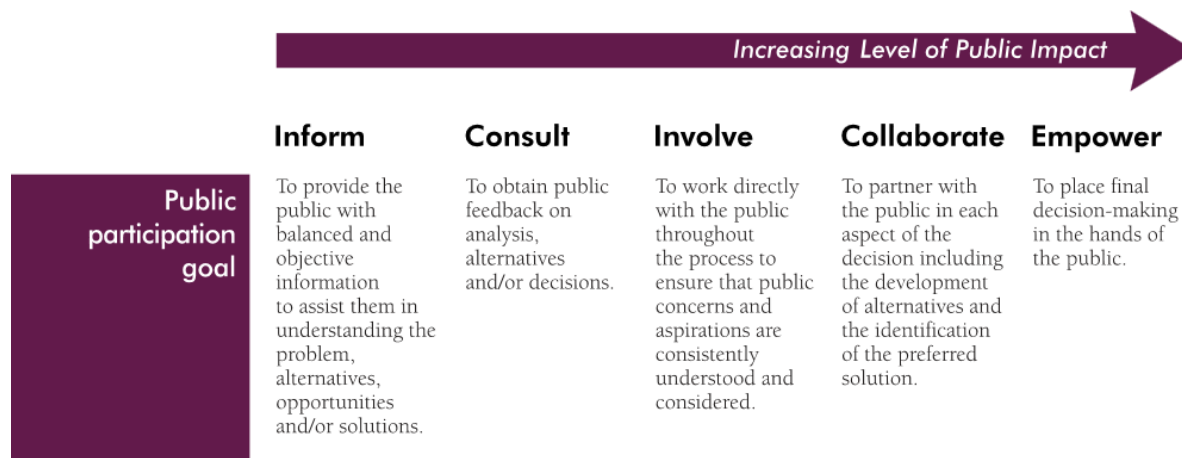 Increasing Level of Public Impact
Inform
Consult
Involve
Collaborate
Empower
Public
participation
goal
To provide the
public with
balanced and
objective
information
to assist them in
understanding the
problem,
alternatives,
opportunities
and/or solutions.
To obtain public
feedback on
analysis,
alternatives
and/or decisions.
To work directly
with the public
throughout
the process to
ensure that public
concerns and
aspirations are
consistently
understood and
considered.
To partner with
the public in each
aspect of the
decision including
the development
of alternatives and
the identification
of the preferred
solution.
To place final
decision-making
in the hands of
the public.